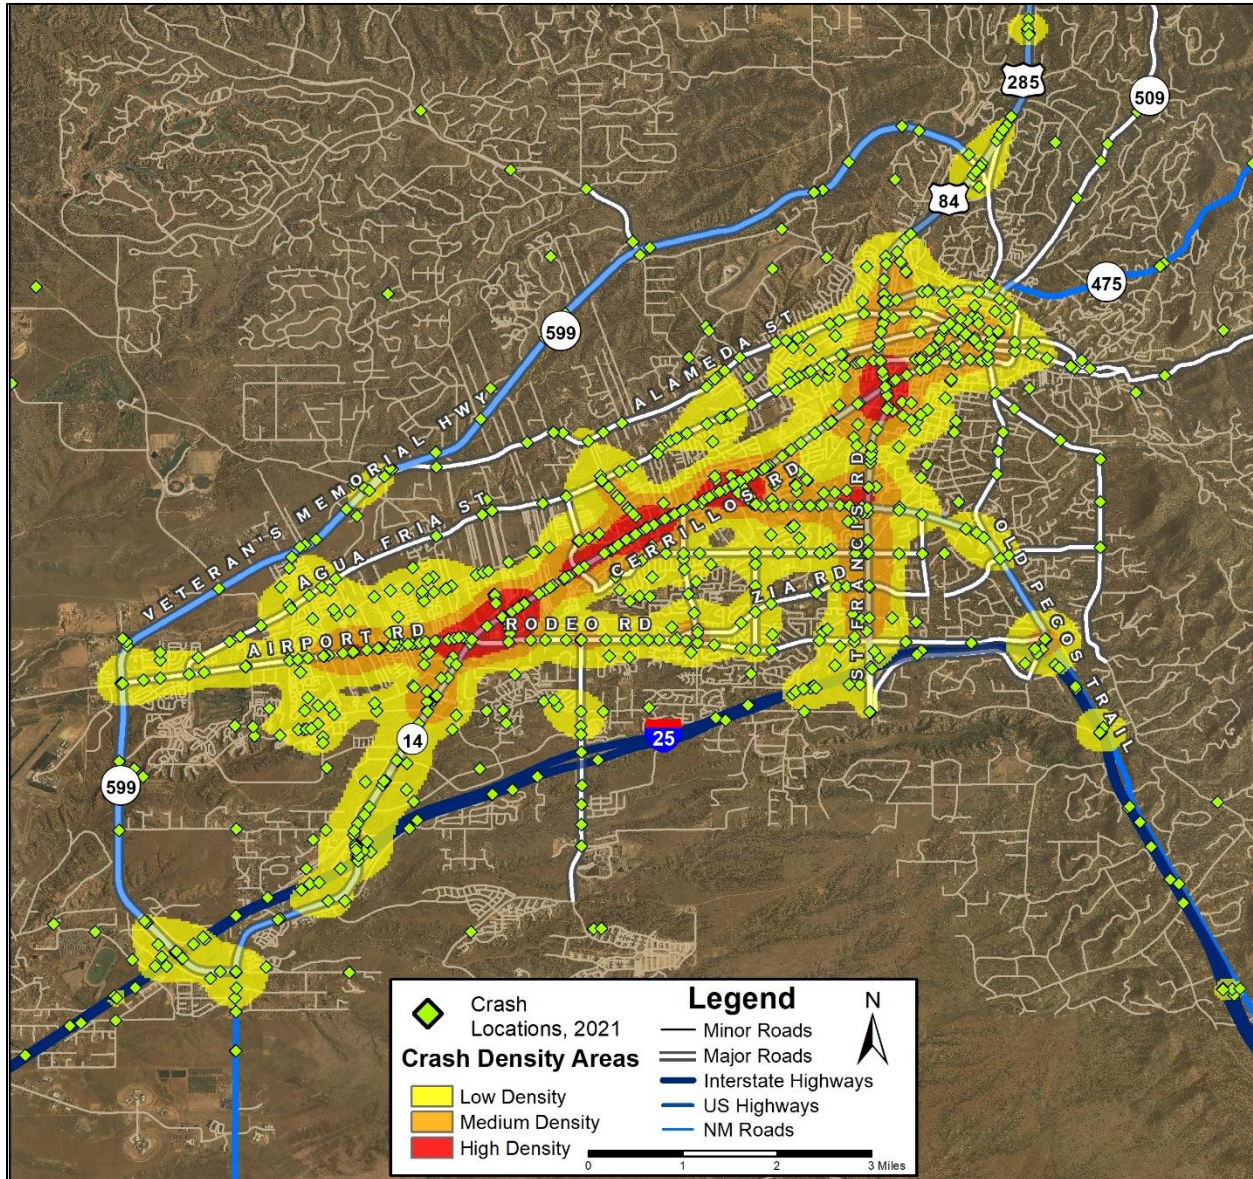 285
509
84
475
599
ALAMEDA ST
VETERAN'S MEMORIAL HWY
AGUA FRIA ST
CERRILLOS RD
ST FRANCIS RD
OLD PECOS TRAIL
ZIA RD
RODEO RD
AIRPORT RD
14
25
599
Crash
Locations, 2021
Crash Density Areas
Low Density
Medium Density
High Density
Legend
Minor Roads
Major Roads
Interstate Highways
US Highways
NM Roads
N
0 1 2 3 Miles